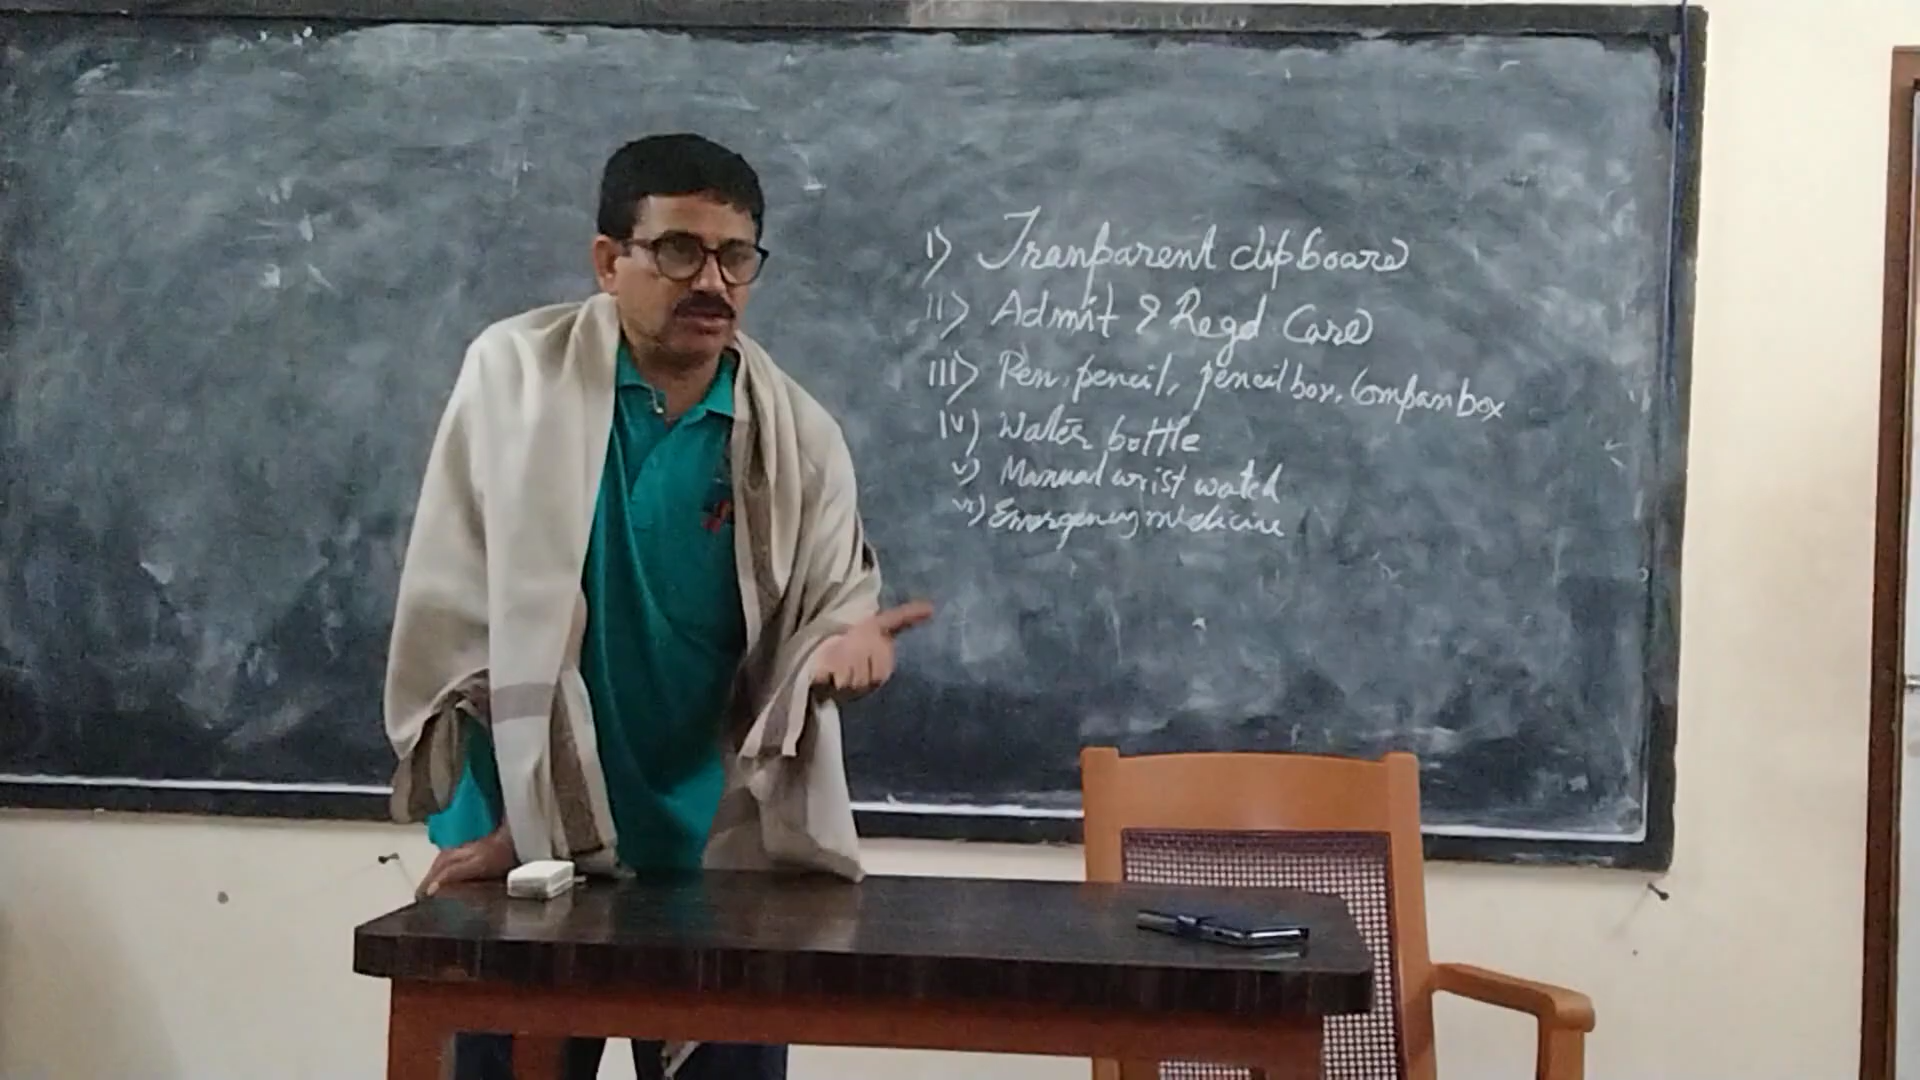 I) Tranparent clipboard
II) Admit & Regd Card
III) Pen, pencil, pencil box, Compam box
IV) Water bottle
V) Manual wrist watch
VI) Emergency medicine